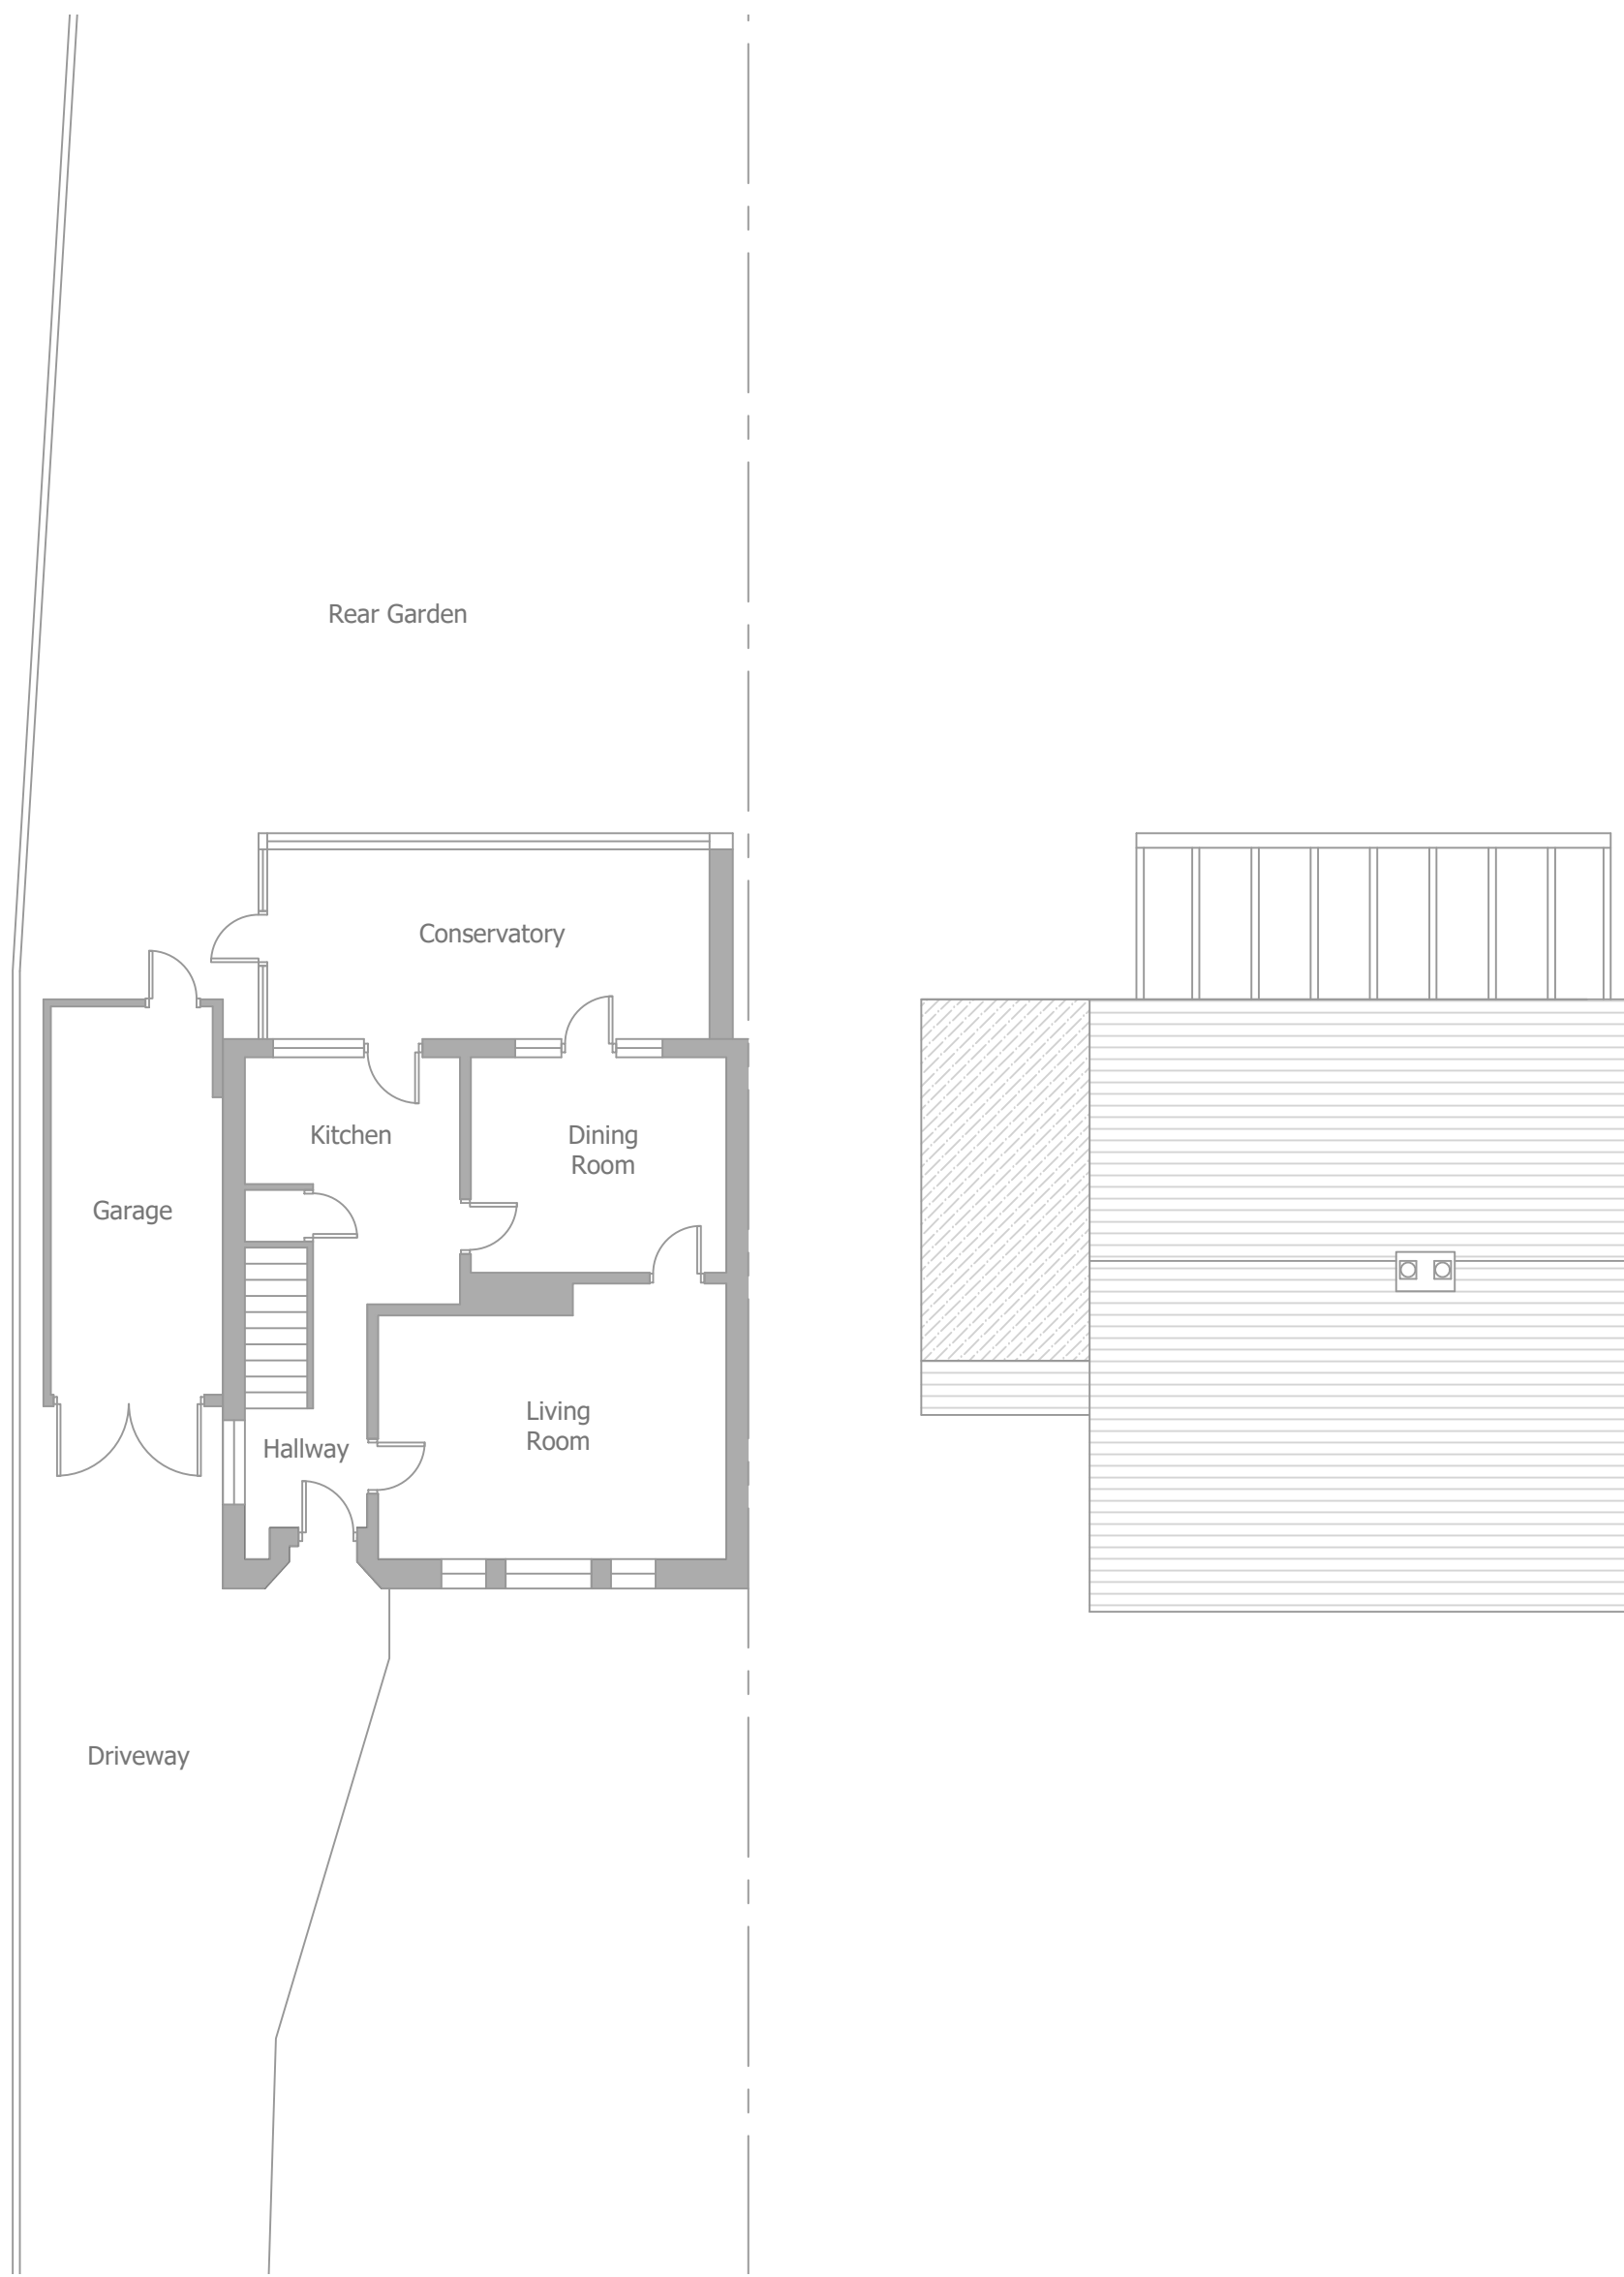 Rear Garden
Conservatory
Kitchen
Dining
Room
Garage
Living
Room
Hallway
Driveway